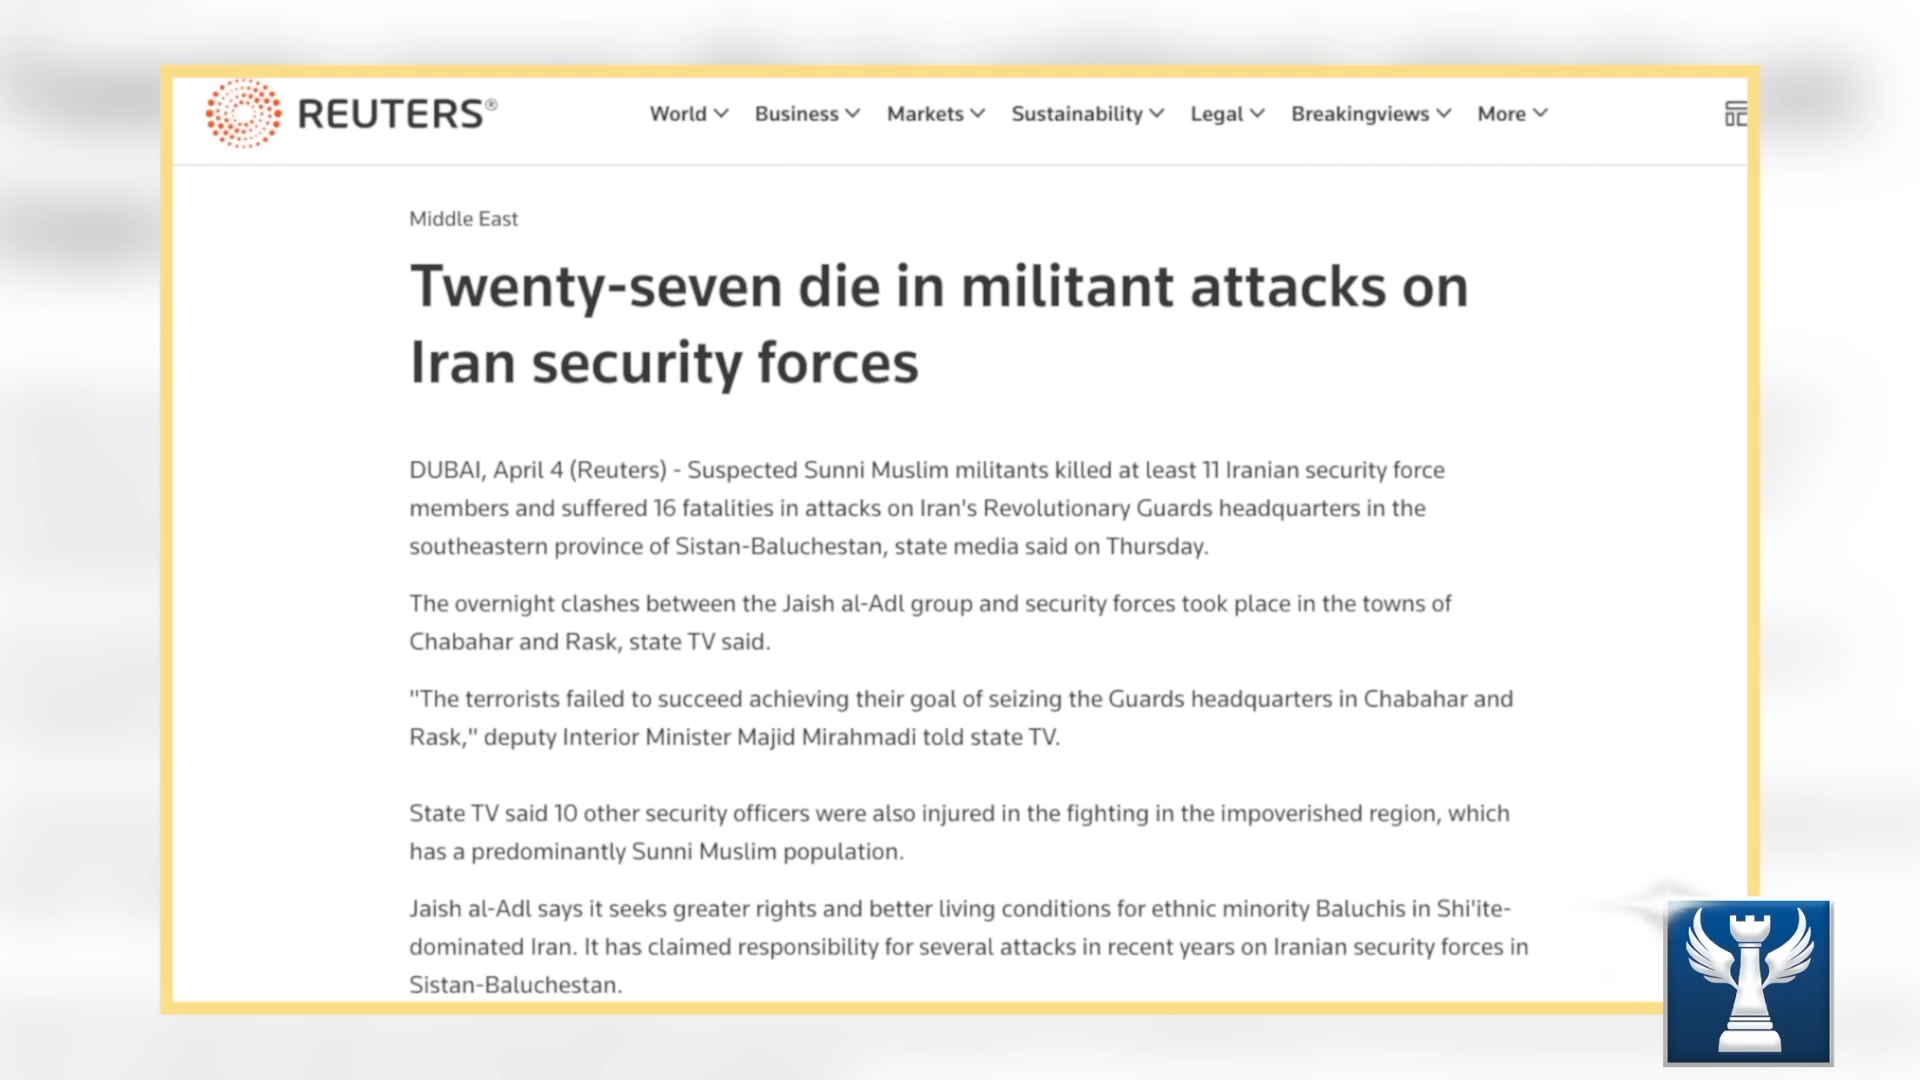 REUTERS®
World Business Markets Sustainability Legal Breakingviews More
Middle East
Twenty-seven die in militant attacks on
Iran security forces
DUBAI, April 4 (Reuters) - Suspected Sunni Muslim militants killed at least 11 Iranian security force
members and suffered 16 fatalities in attacks on Iran's Revolutionary Guards headquarters in the
southeastern province of Sistan-Baluchestan, state media said on Thursday.
The overnight clashes between the Jaish al-Adl group and security forces took place in the towns of
Chabahar and Rask, state TV said.
"The terrorists failed to succeed achieving their goal of seizing the Guards headquarters in Chabahar and
Rask," deputy Interior Minister Majid Mirahmadi told state TV.
State TV said 10 other security officers were also injured in the fighting in the impoverished region, which
has a predominantly Sunni Muslim population.
Jaish al-Adl says it seeks greater rights and better living conditions for ethnic minority Baluchis in Shi'ite-
dominated Iran. It has claimed responsibility for several attacks in recent years on Iranian security forces in
Sistan-Baluchestan.